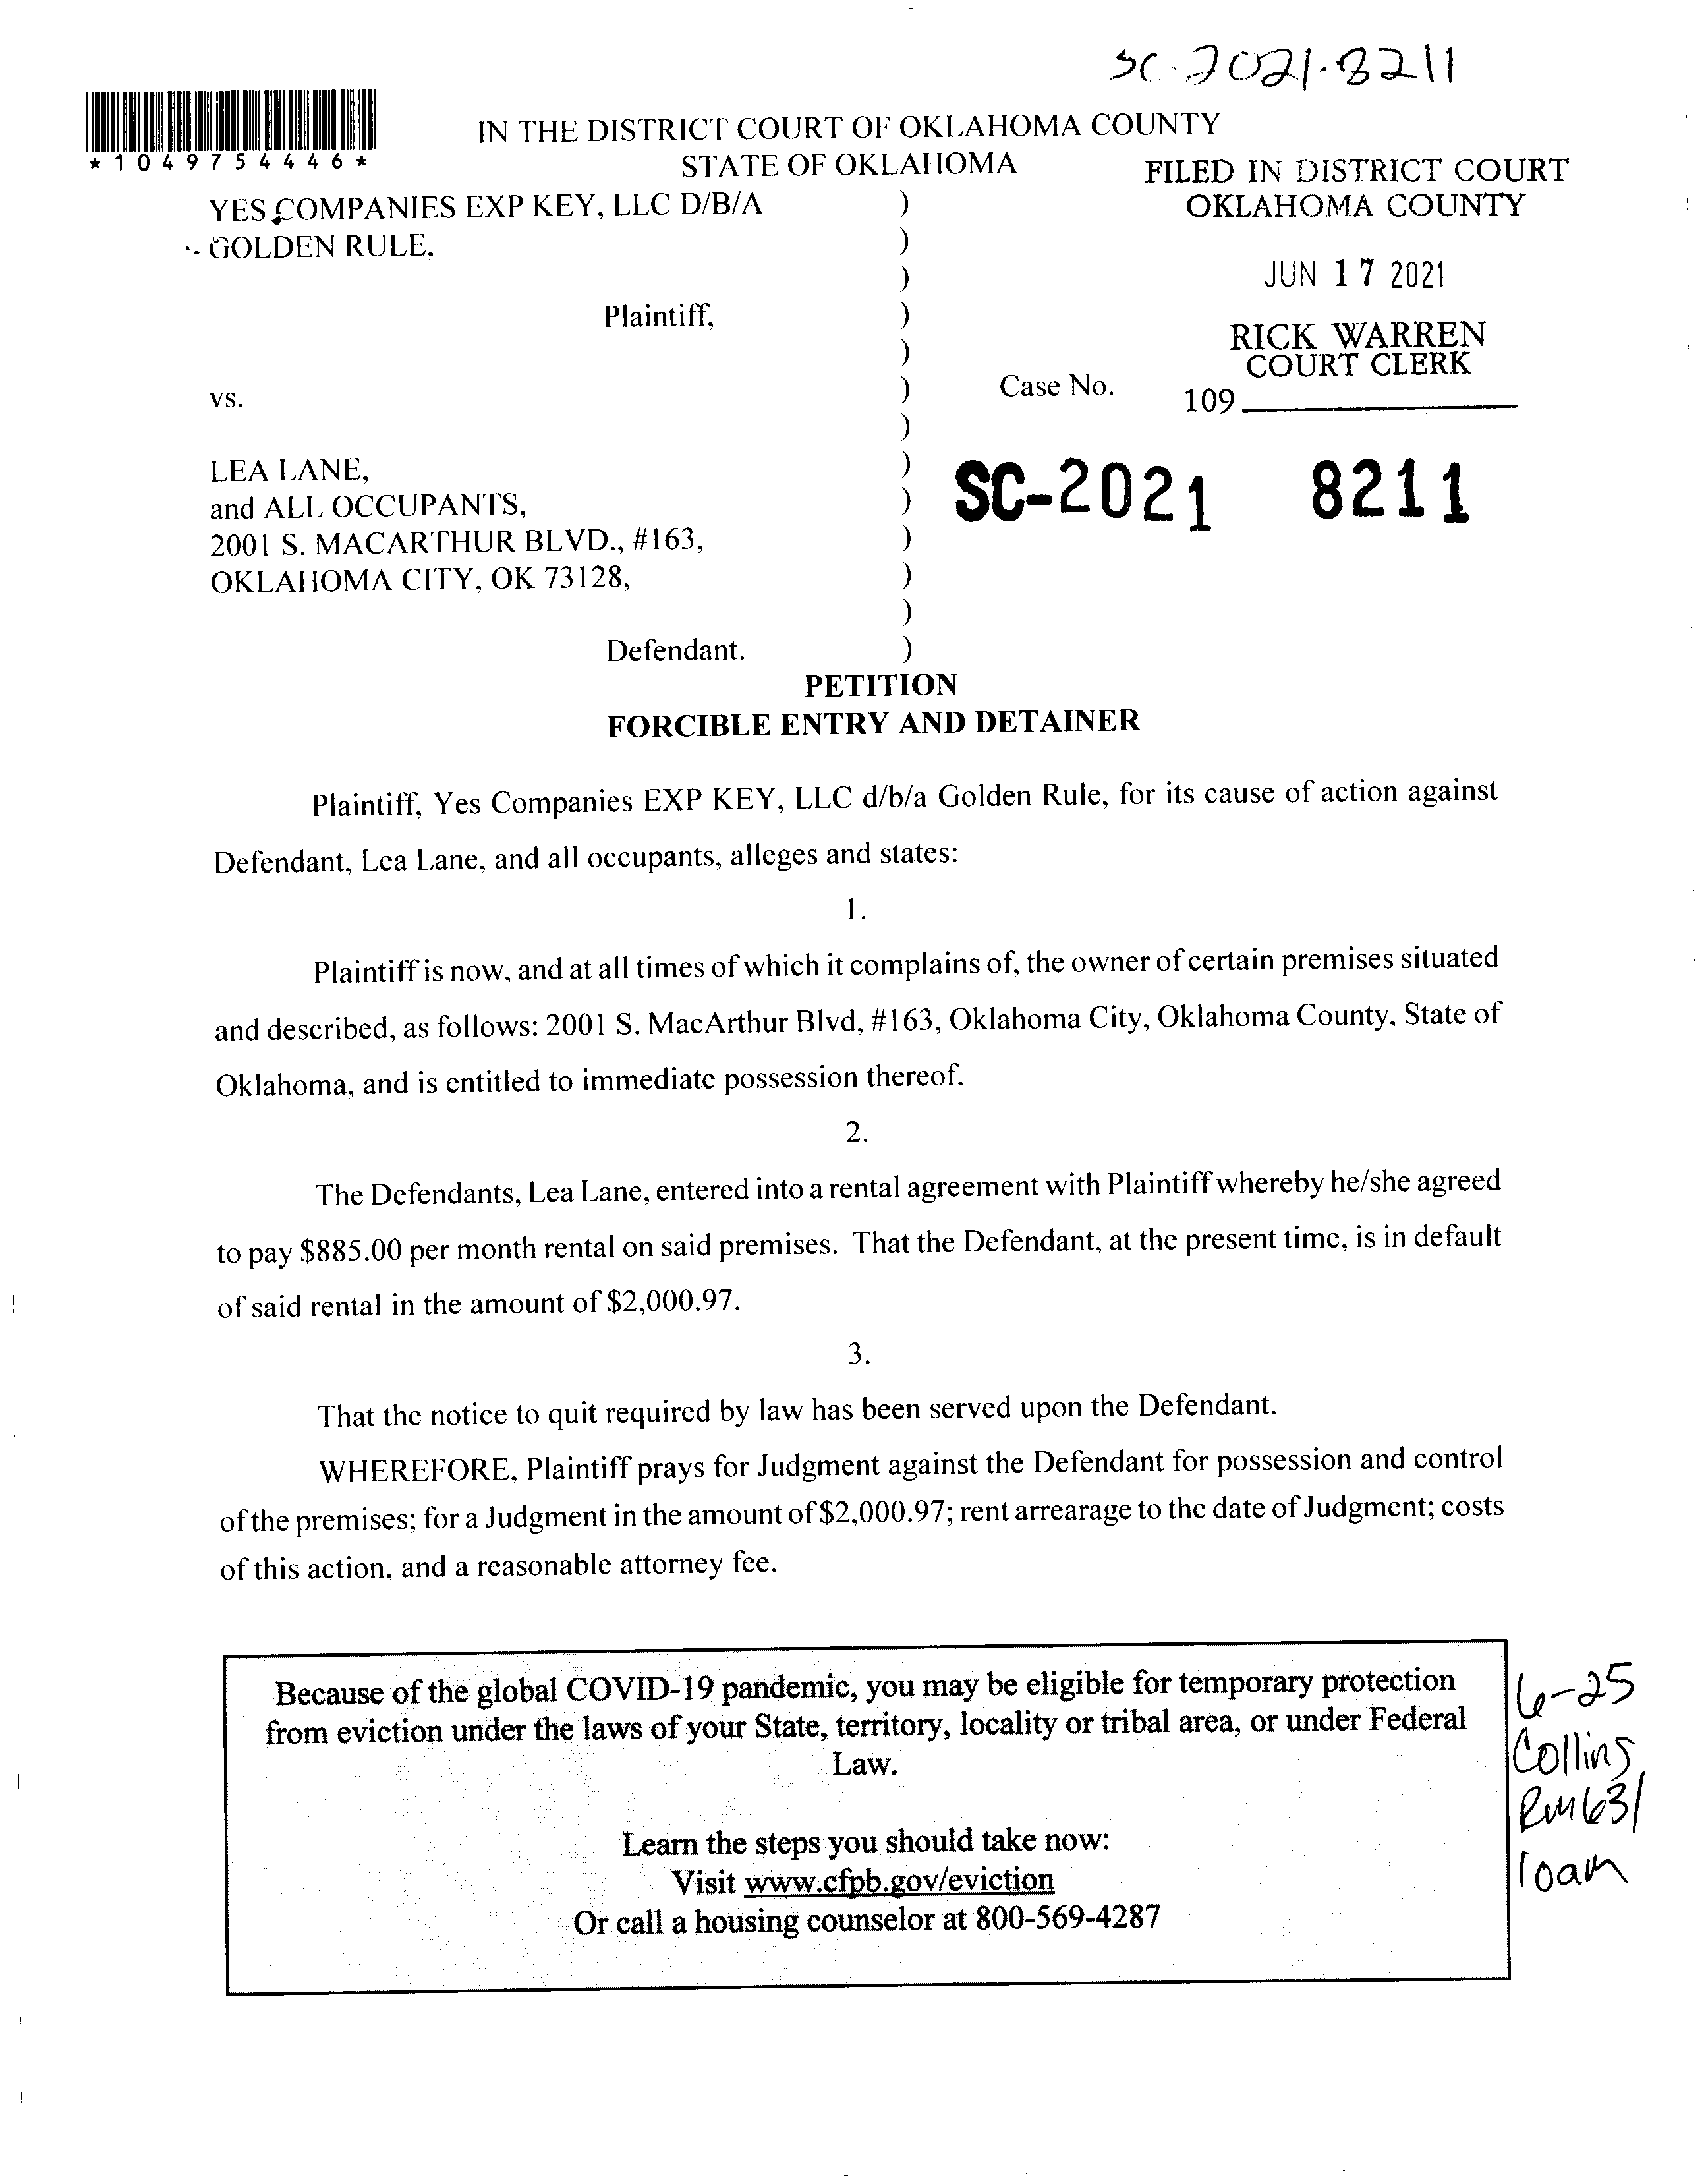 SC-2021-8211
*1049754446*
IN THE DISTRICT COURT OF OKLAHOMA COUNTY
STATE OF OKLAHOMA
FILED IN DISTRICT COURT
OKLAHOMA COUNTY
JUN 17 2021
RICK WARREN
COURT CLERK
109
YES COMPANIES EXP KEY, LLC D/B/A )
GOLDEN RULE, )
)
Plaintiff, )
)
vs. ) Case No.
)
LEA LANE, )
and ALL OCCUPANTS, ) SC-2021 8211
2001 S. MACARTHUR BLVD., #163, )
OKLAHOMA CITY, OK 73128, )
)
Defendant. )
PETITION
FORCIBLE ENTRY AND DETAINER
Plaintiff, Yes Companies EXP KEY, LLC d/b/a Golden Rule, for its cause of action against
Defendant, Lea Lane, and all occupants, alleges and states:
1.
Plaintiff is now, and at all times of which it complains of, the owner of certain premises situated
and described, as follows: 2001 S. MacArthur Blvd, #163, Oklahoma City, Oklahoma County, State of
Oklahoma, and is entitled to immediate possession thereof.
2.
The Defendants, Lea Lane, entered into a rental agreement with Plaintiff whereby he/she agreed
to pay $885.00 per month rental on said premises. That the Defendant, at the present time, is in default
of said rental in the amount of $2,000.97.
3.
That the notice to quit required by law has been served upon the Defendant.
WHEREFORE, Plaintiff prays for Judgment against the Defendant for possession and control
of the premises; for a Judgment in the amount of $2,000.97; rent arrearage to the date of Judgment; costs
of this action, and a reasonable attorney fee.
Because of the global COVID-19 pandemic, you may be eligible for temporary protection
from eviction under the laws of your State, territory, locality or tribal area, or under Federal
Law.
Learn the steps you should take now:
Visit www.cfpb.gov/eviction
Or call a housing counselor at 800-569-4287
6-25
Collins
Rm 631
10am